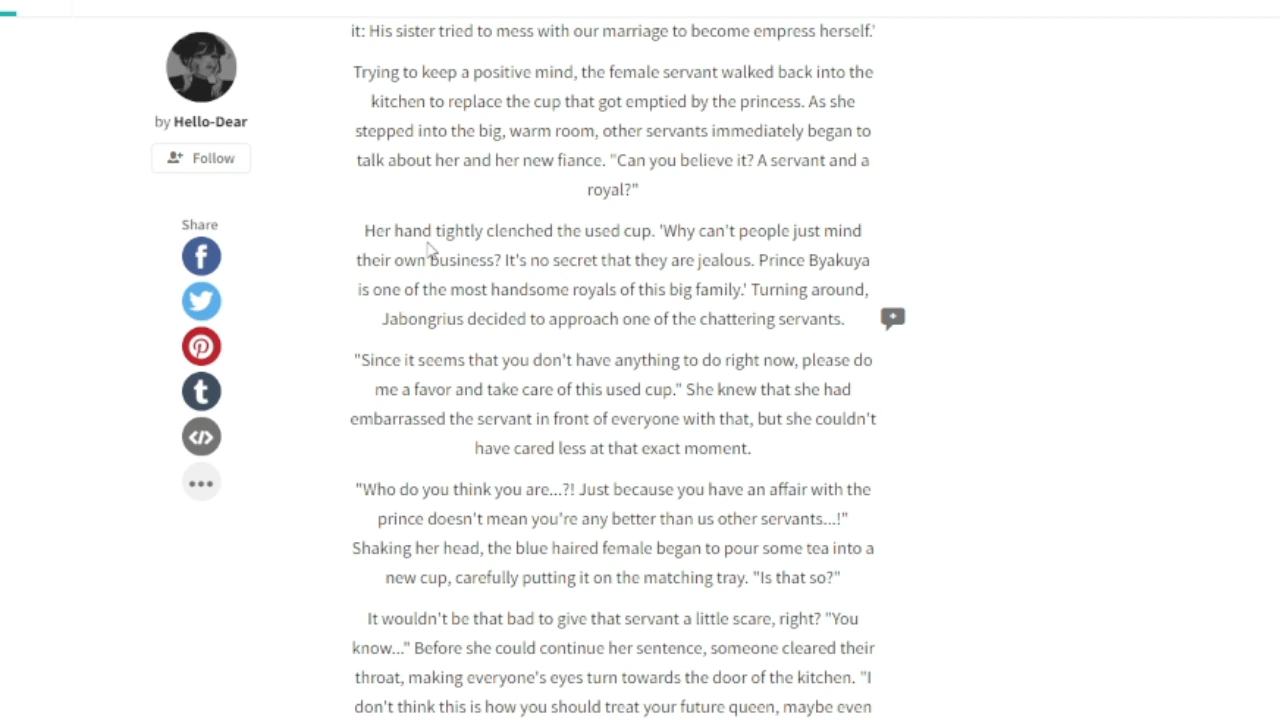 it: His sister tried to mess with our marriage to become empress herself.'
by Hello-Dear
Follow
Share
Trying to keep a positive mind, the female servant walked back into the
kitchen to replace the cup that got emptied by the princess. As she
stepped into the big, warm room, other servants immediately began to
talk about her and her new fiance. "Can you believe it? A servant and a
royal?"
Her hand tightly clenched the used cup. 'Why can't people just mind
their own business? It's no secret that they are jealous. Prince Byakuya
is one of the most handsome royals of this big family.' Turning around,
Jabongrius decided to approach one of the chattering servants.
"Since it seems that you don't have anything to do right now, please do
me a favor and take care of this used cup." She knew that she had
embarrassed the servant in front of everyone with that, but she couldn't
have cared less at that exact moment.
"Who do you think you are...?! Just because you have an affair with the
prince doesn't mean you're any better than us other servants...!"
Shaking her head, the blue haired female began to pour some tea into a
new cup, carefully putting it on the matching tray. "Is that so?"
It wouldn't be that bad to give that servant a little scare, right? "You
know..." Before she could continue her sentence, someone cleared their
throat, making everyone's eyes turn towards the door of the kitchen. "I
don't think this is how you should treat your future queen, maybe even